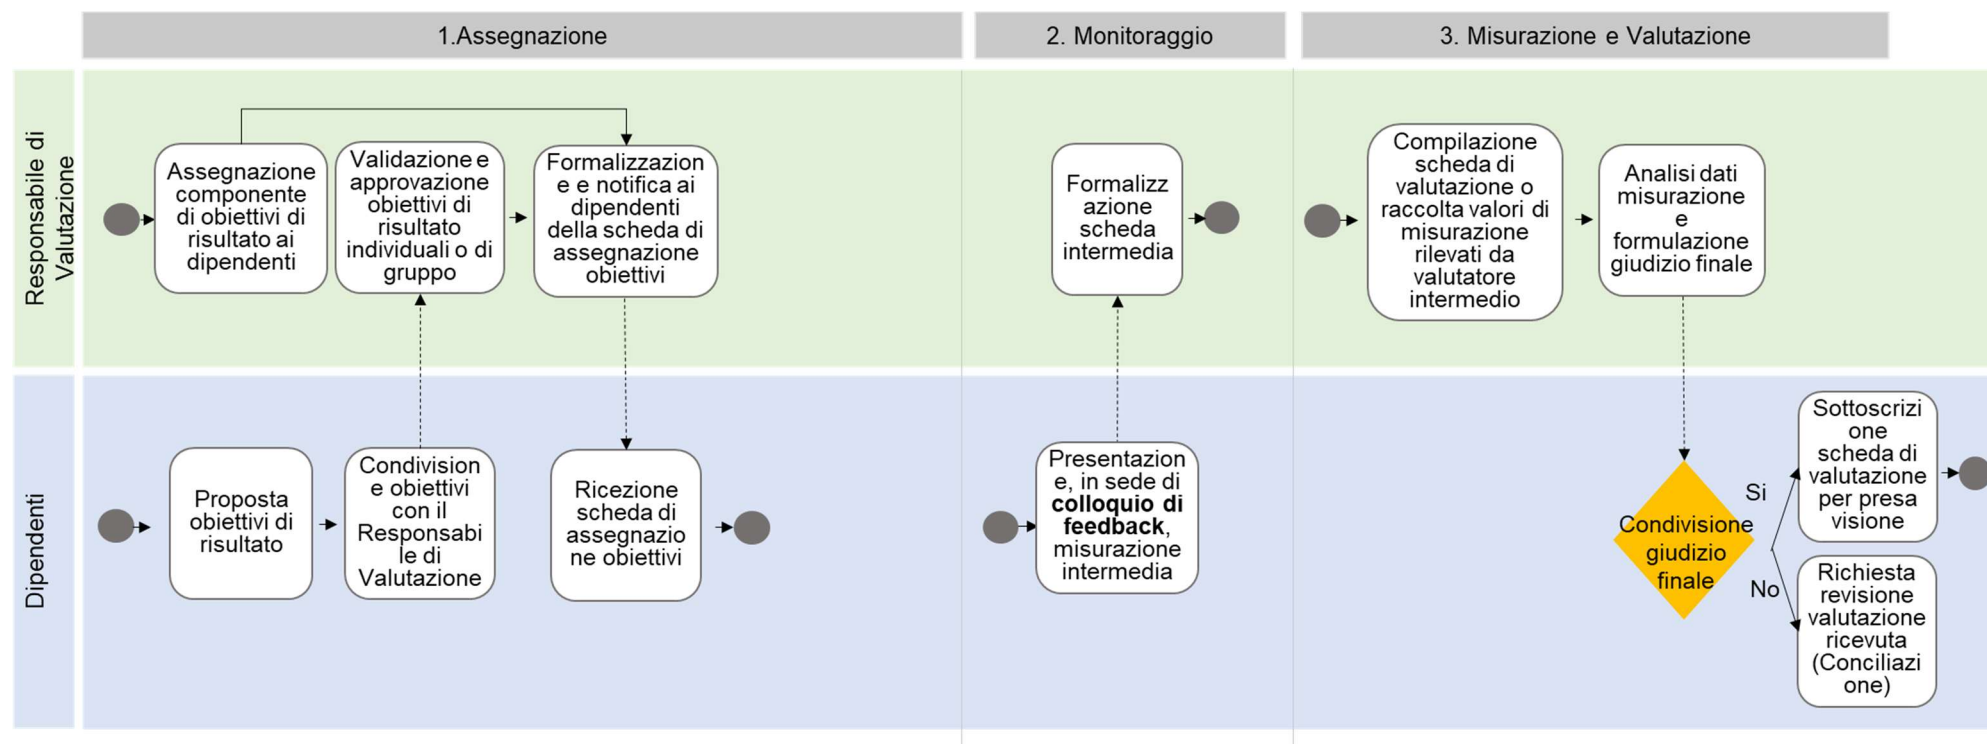 1.Assegnazione
2. Monitoraggio
3. Misurazione e Valutazione
Responsabile di
Valutazione
Assegnazione
componente
di obiettivi di
risultato ai
dipendenti
Validazione e
approvazione
obiettivi di
risultato
individuali o di
gruppo
Formalizzazion
e e notifica ai
dipendenti
della scheda di
assegnazione
obiettivi
Formalizz
azione
scheda
intermedia
Compilazione
scheda di
valutazione o
raccolta valori di
misurazione
rilevati da
valutatore
intermedio
Analisi dati
misurazione
e
formulazione
giudizio finale
Dipendenti
Proposta
obiettivi di
risultato
Condivision
e obiettivi
con il
Responsabi
le di
Valutazione
Ricezione
scheda di
assegnazio
ne obiettivi
Presentazion
e, in sede di
colloquio di
feedback,
misurazione
intermedia
Condivisione
giudizio
finale
Si
No
Sottoscrizi
one
scheda di
valutazione
per presa
visione
Richiesta
revisione
valutazione
ricevuta
(Conciliazi
one)